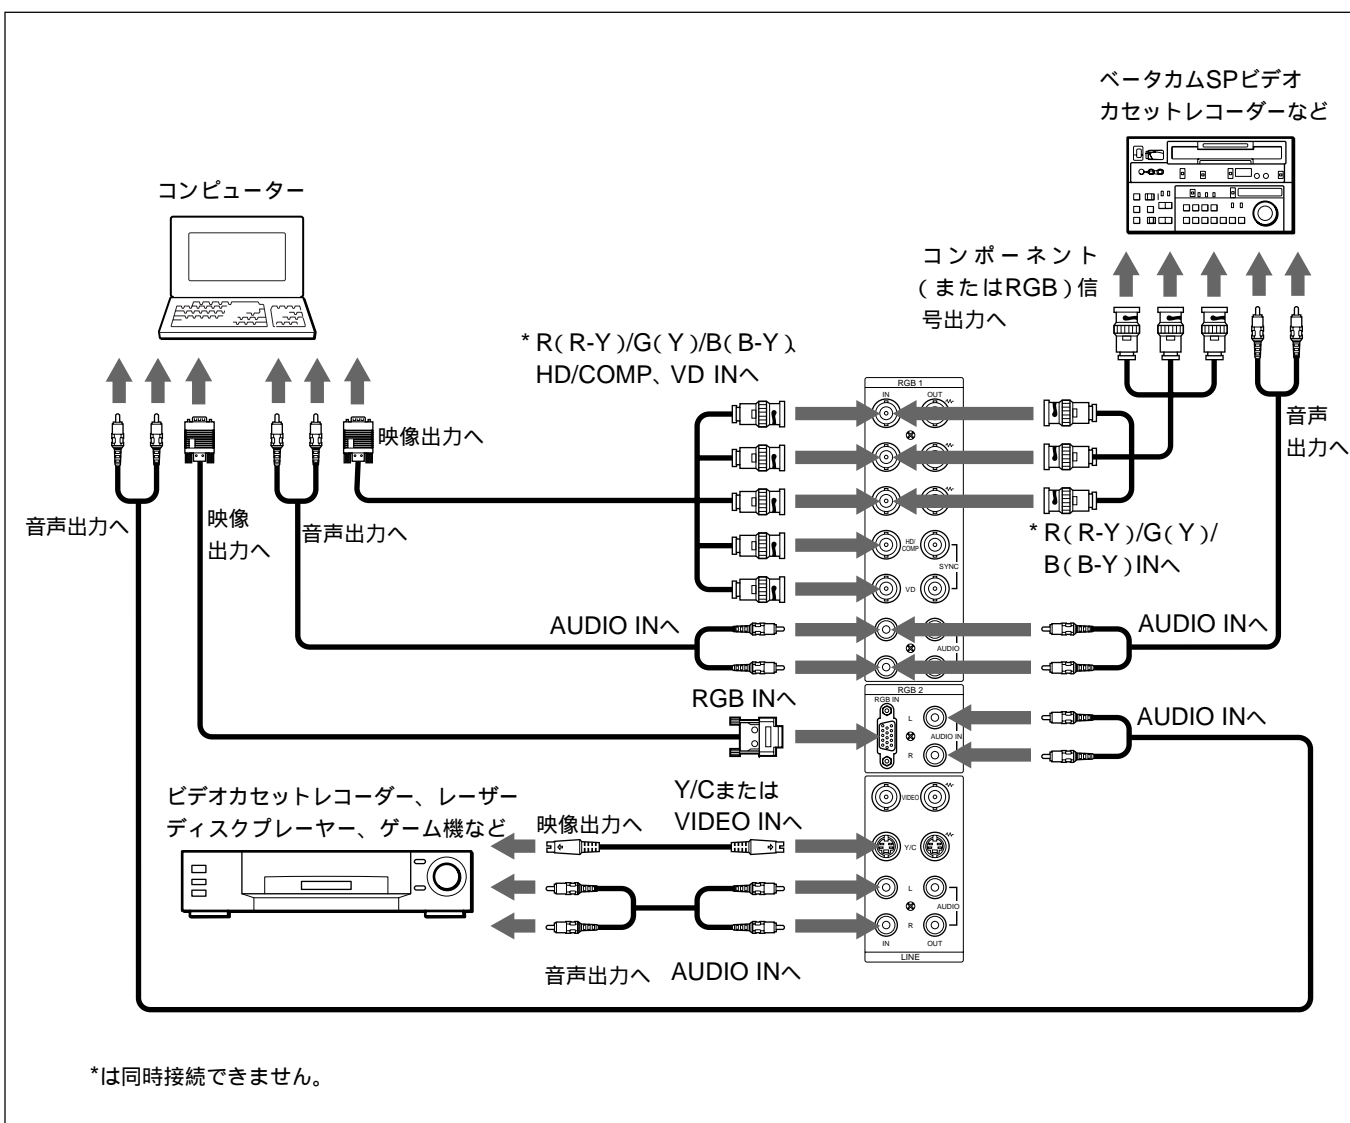 ベータカムSPビデオ
カセットレコーダーなど
コンピューター
コンポーネント
(またはRGB)信
号出力へ
* R(R-Y)/G(Y)/B(B-Y)、
HD/COMP、VD INへ
映像出力へ
音声
出力へ
音声出力へ
映像
出力へ
音声出力へ
RGB 1
IN
OUT
HD/
COMP
SYNC
VD
AUDIO
* R(R-Y)/G(Y)/
B(B-Y)INへ
AUDIO INへ
AUDIO INへ
RGB INへ
RGB 2
RGB IN
L
AUDIO IN
R
AUDIO INへ
ビデオカセットレコーダー、レーザー
ディスクプレーヤー、ゲーム機など
映像出力へ
Y/Cまたは
VIDEO INへ
VIDEO
Y/C
L
AUDIO
R
IN
OUT
LINE
音声出力へ
AUDIO INへ
*は同時接続できません。